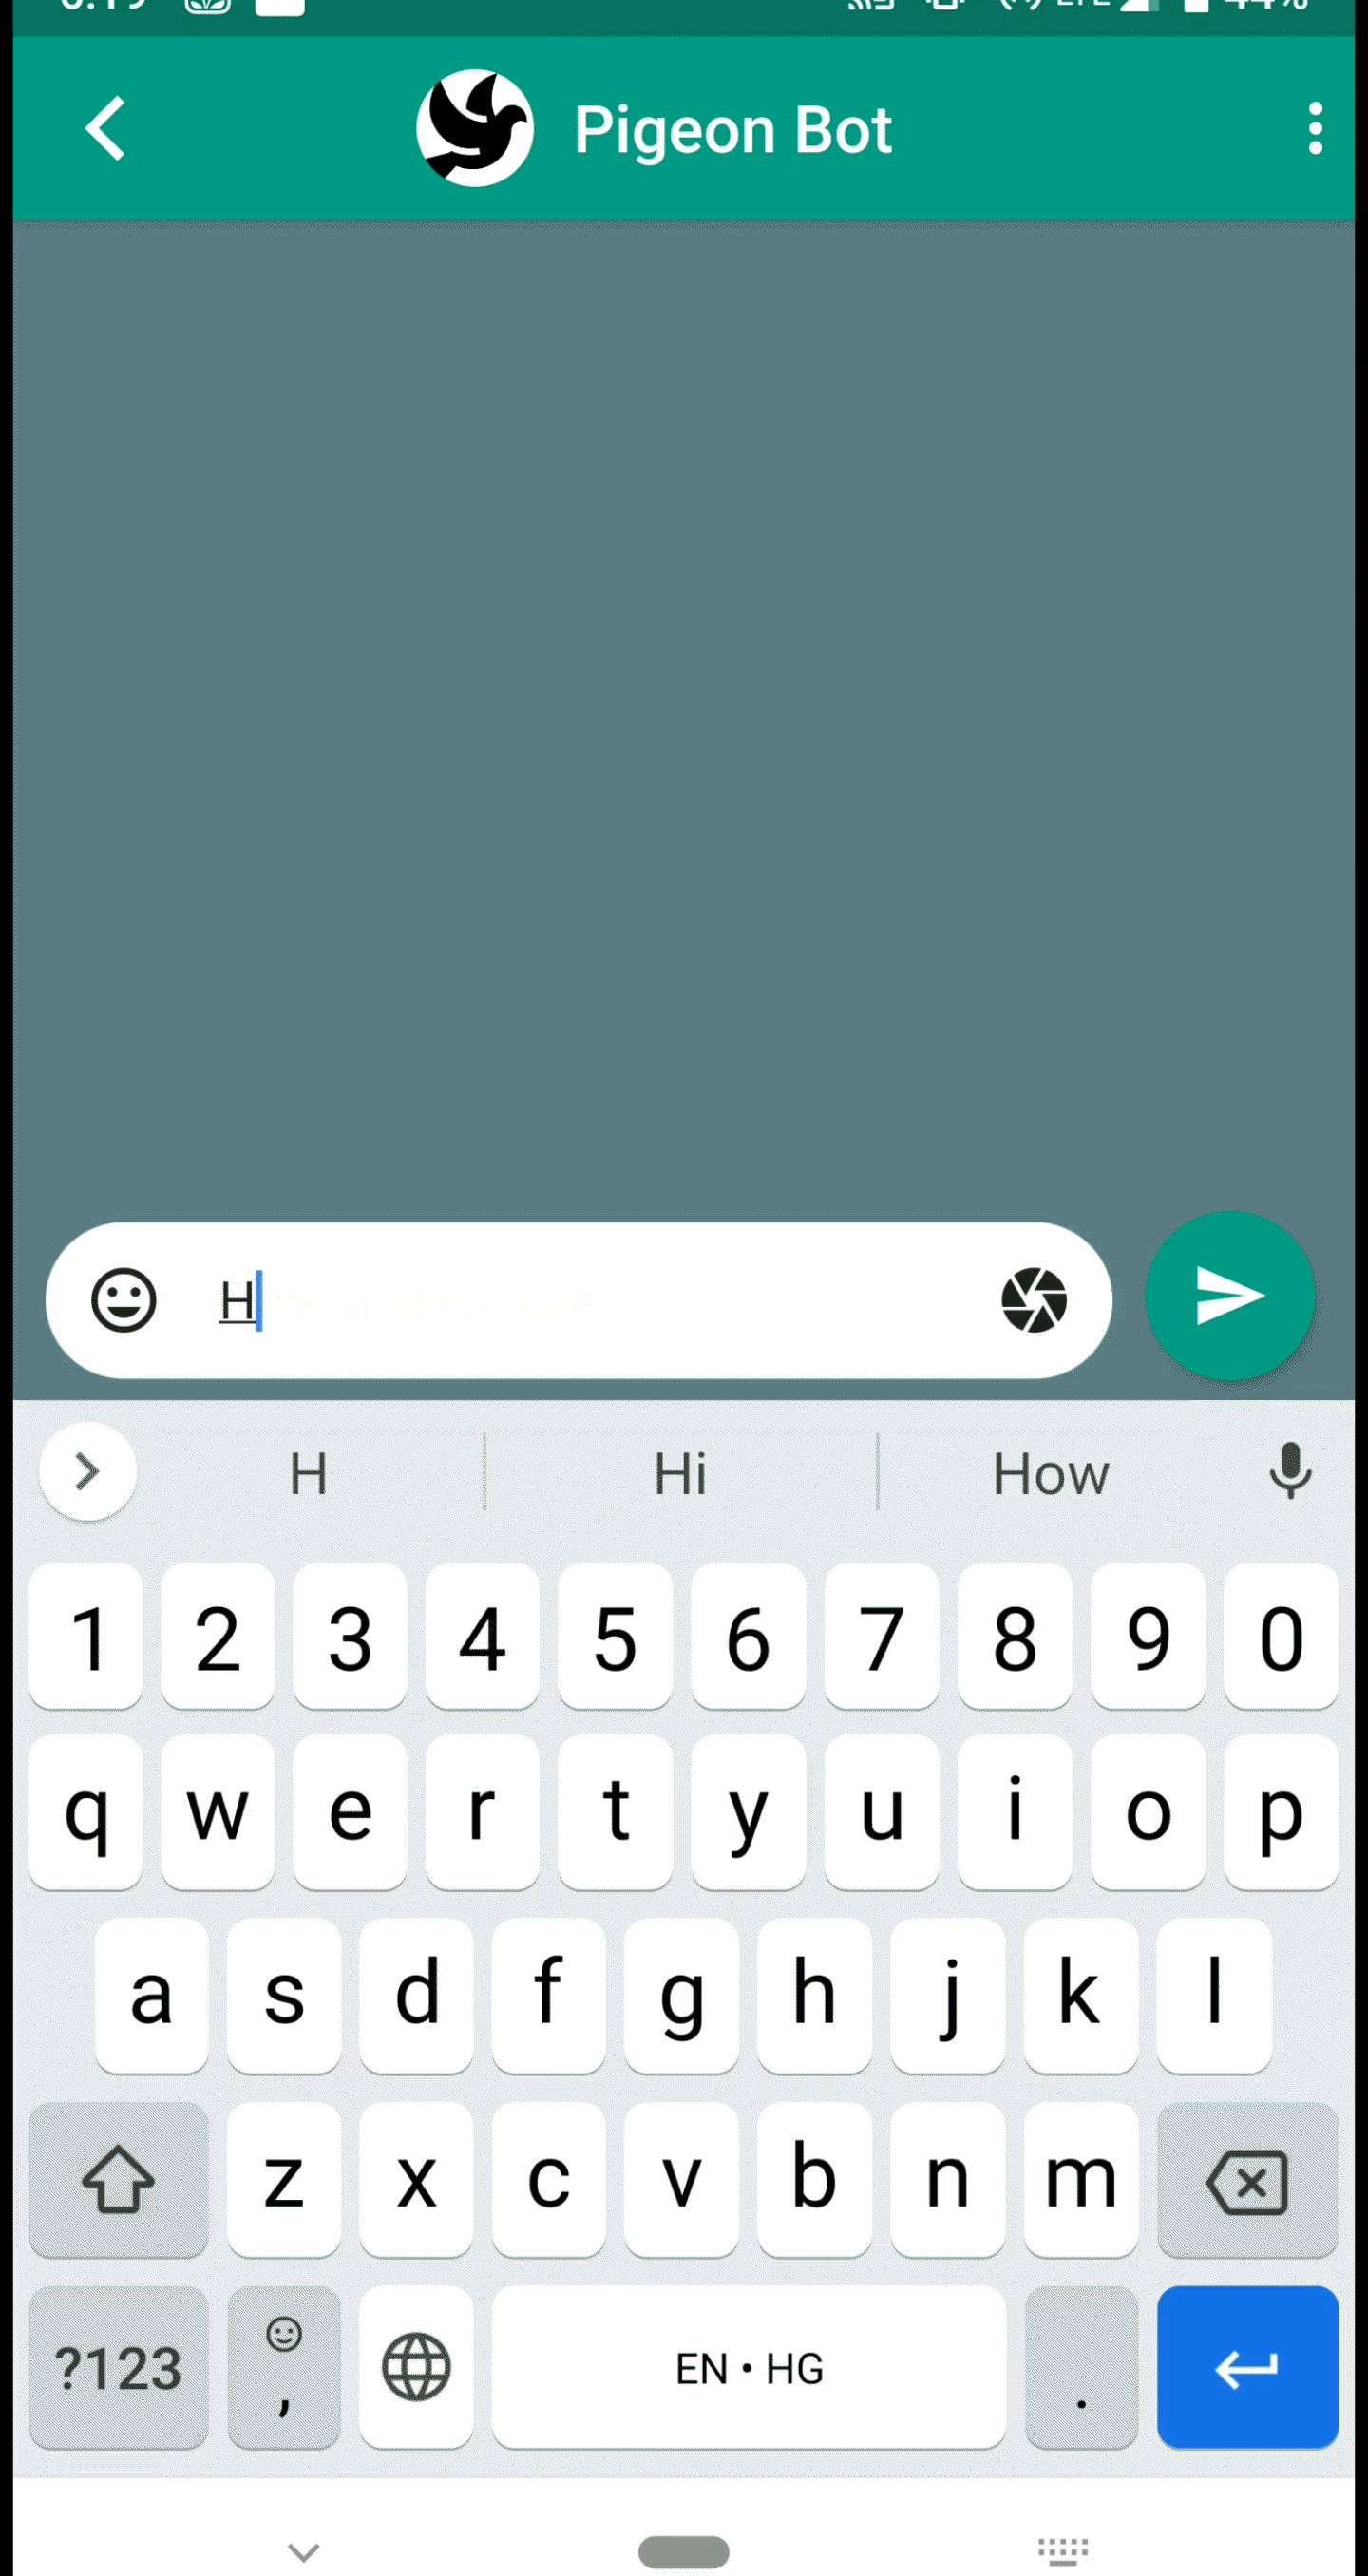 Pigeon Bot
H
H Hi How
1 2 3 4 5 6 7 8 9 0
q w e r t y u i o p
a s d f g h j k l
z x c v b n m
?123 , EN • HG .